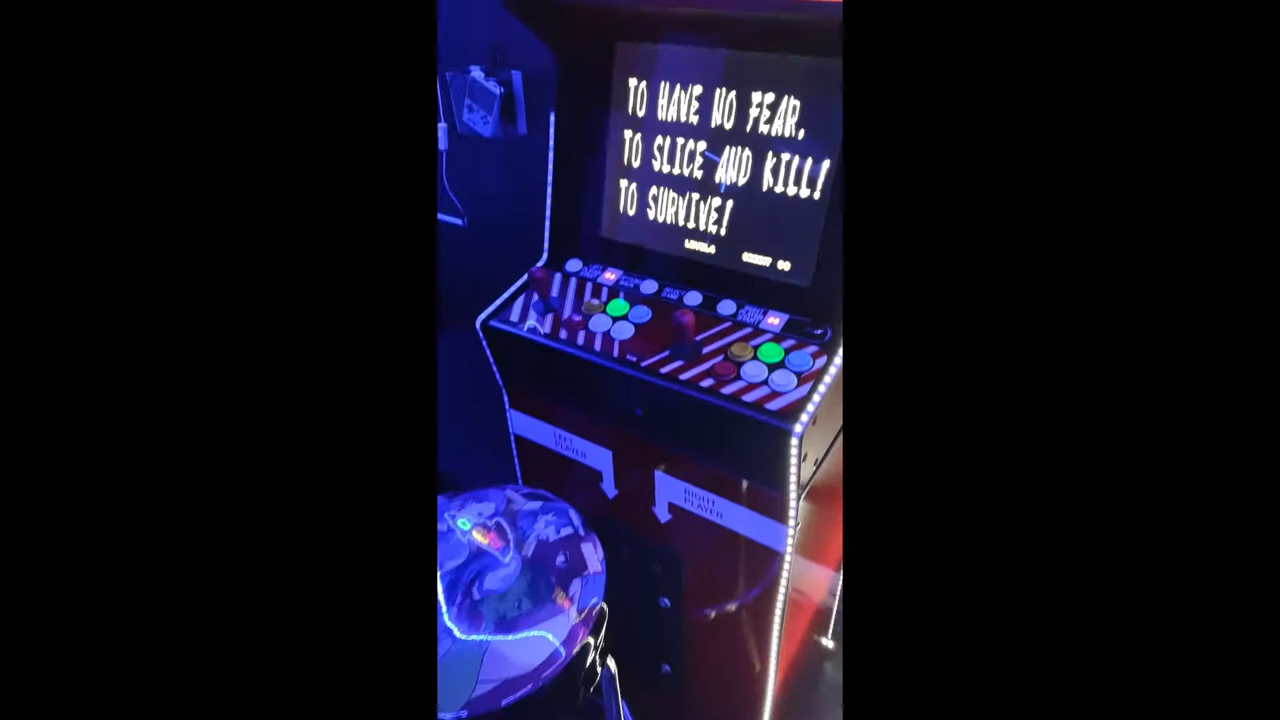 TO HAVE NO FEAR.
TO SLICE AND KILL!
TO SURVIVE!
LEVEL-4 CREDIT 00
LEFT
PLAYER
RIGHT
PLAYER